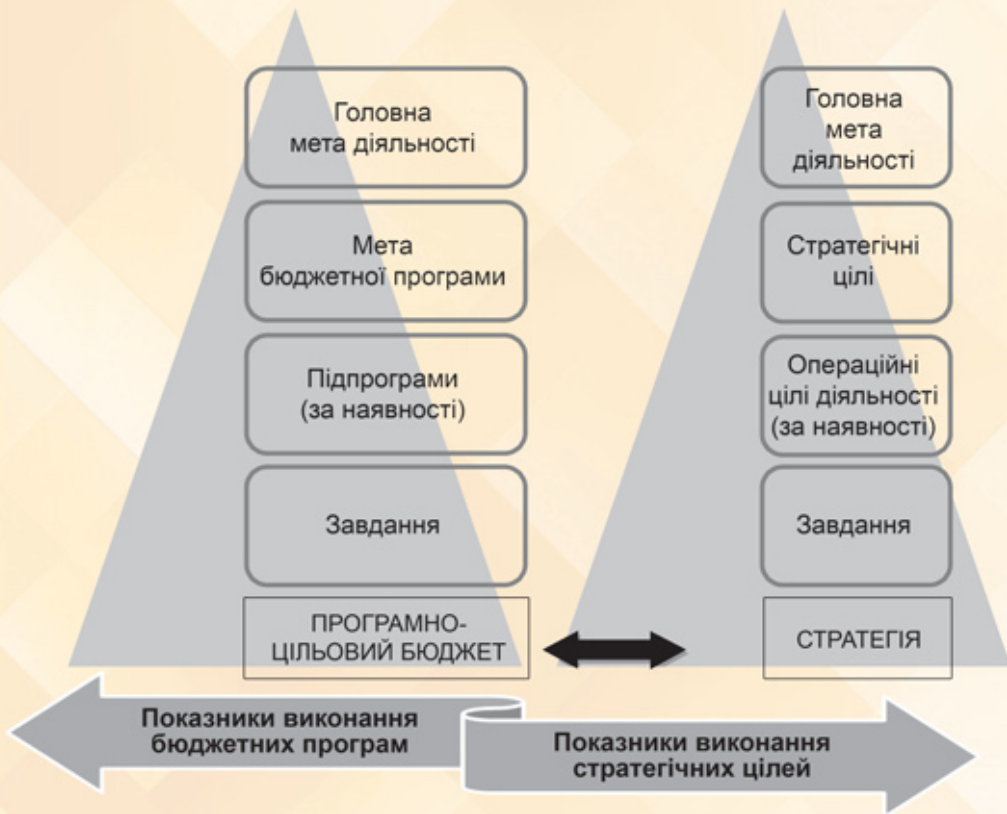 Головна
мета діяльності
Мета
бюджетної програми
Підпрограми
(за наявності)
Завдання
ПРОГРАМНО-
ЦІЛЬОВИЙ БЮДЖЕТ
Головна
мета
діяльності
Стратегічні
цілі
Операційні
цілі діяльності
(за наявності)
Завдання
СТРАТЕГІЯ
Показники виконання
бюджетних програм
Показники виконання
стратегічних цілей